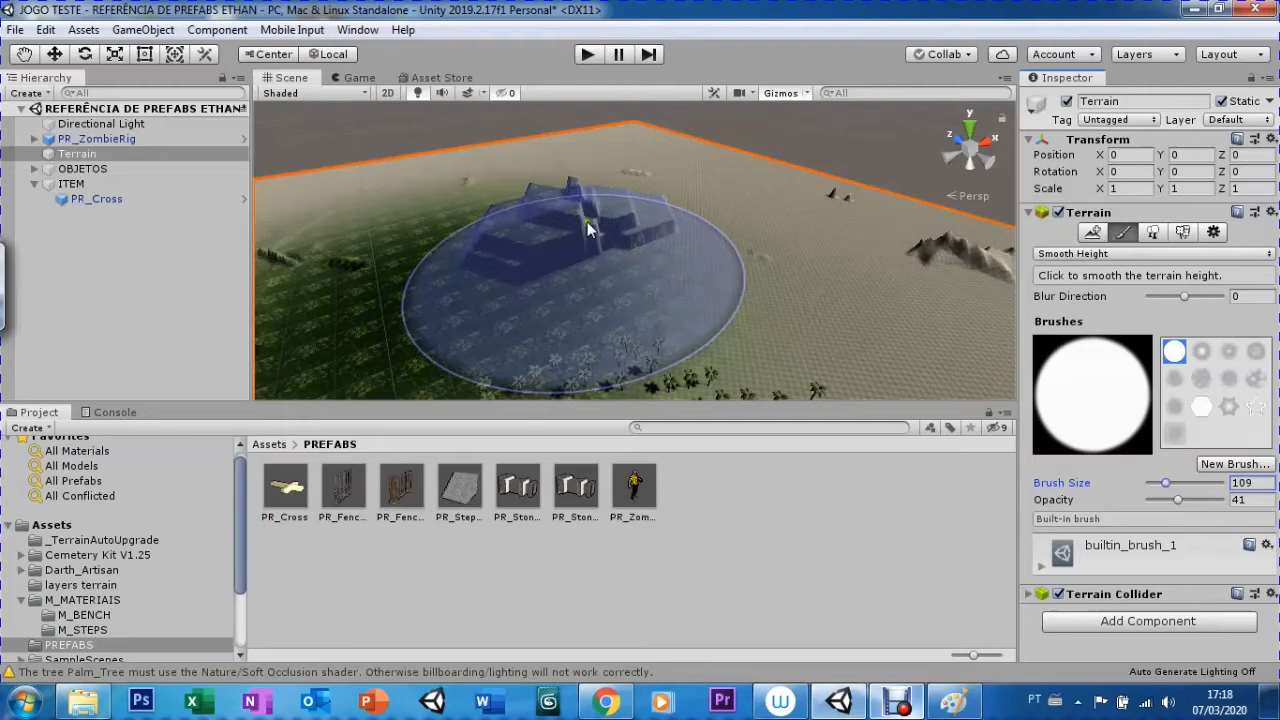 JOGO TESTE - REFERÊNCIA DE PREFABS ETHAN - PC, Mac & Linux Standalone - Unity 2019.2.17f1 Personal* <DX11>
File Edit Assets GameObject Component Mobile Input Window Help
Center Local Collab Account Layers Layout
Hierarchy Scene Game Asset Store Inspector
Create All Shaded 2D 0 Gizmos All
REFERÊNCIA DE PREFABS ETHAN
Directional Light
PR_ZombieRig
Terrain
OBJETOS
ITEM
PR_Cross
y
z x
Persp
Terrain Static
Tag Untagged Layer Default
Transform
Position X 0 Y 0 Z 0
Rotation X 0 Y 0 Z 0
Scale X 1 Y 1 Z 1
Terrain
Smooth Height
Click to smooth the terrain height.
Blur Direction 0
Brushes
New Brush...
Brush Size 109
Opacity 41
Built-in brush
builtin_brush_1
Terrain Collider
Add Component
Project Console
Create 9
Favorites
All Materials
All Models
All Prefabs
All Conflicted
Assets
_TerrainAutoUpgrade
Cemetery Kit V1.25
Darth_Artisan
layers terrain
M_MATERIAIS
M_BENCH
M_STEPS
PREFABS
SampleScenes
Assets > PREFABS
PR_Cross PR_Fenc... PR_Fenc... PR_Step... PR_Ston... PR_Ston... PR_Zom...
The tree Palm_Tree must use the Nature/Soft Occlusion shader. Otherwise billboarding/lighting will not work correctly.
Auto Generate Lighting Off
Ps X N O P W S W Pr W
PT 17:18
07/03/2020